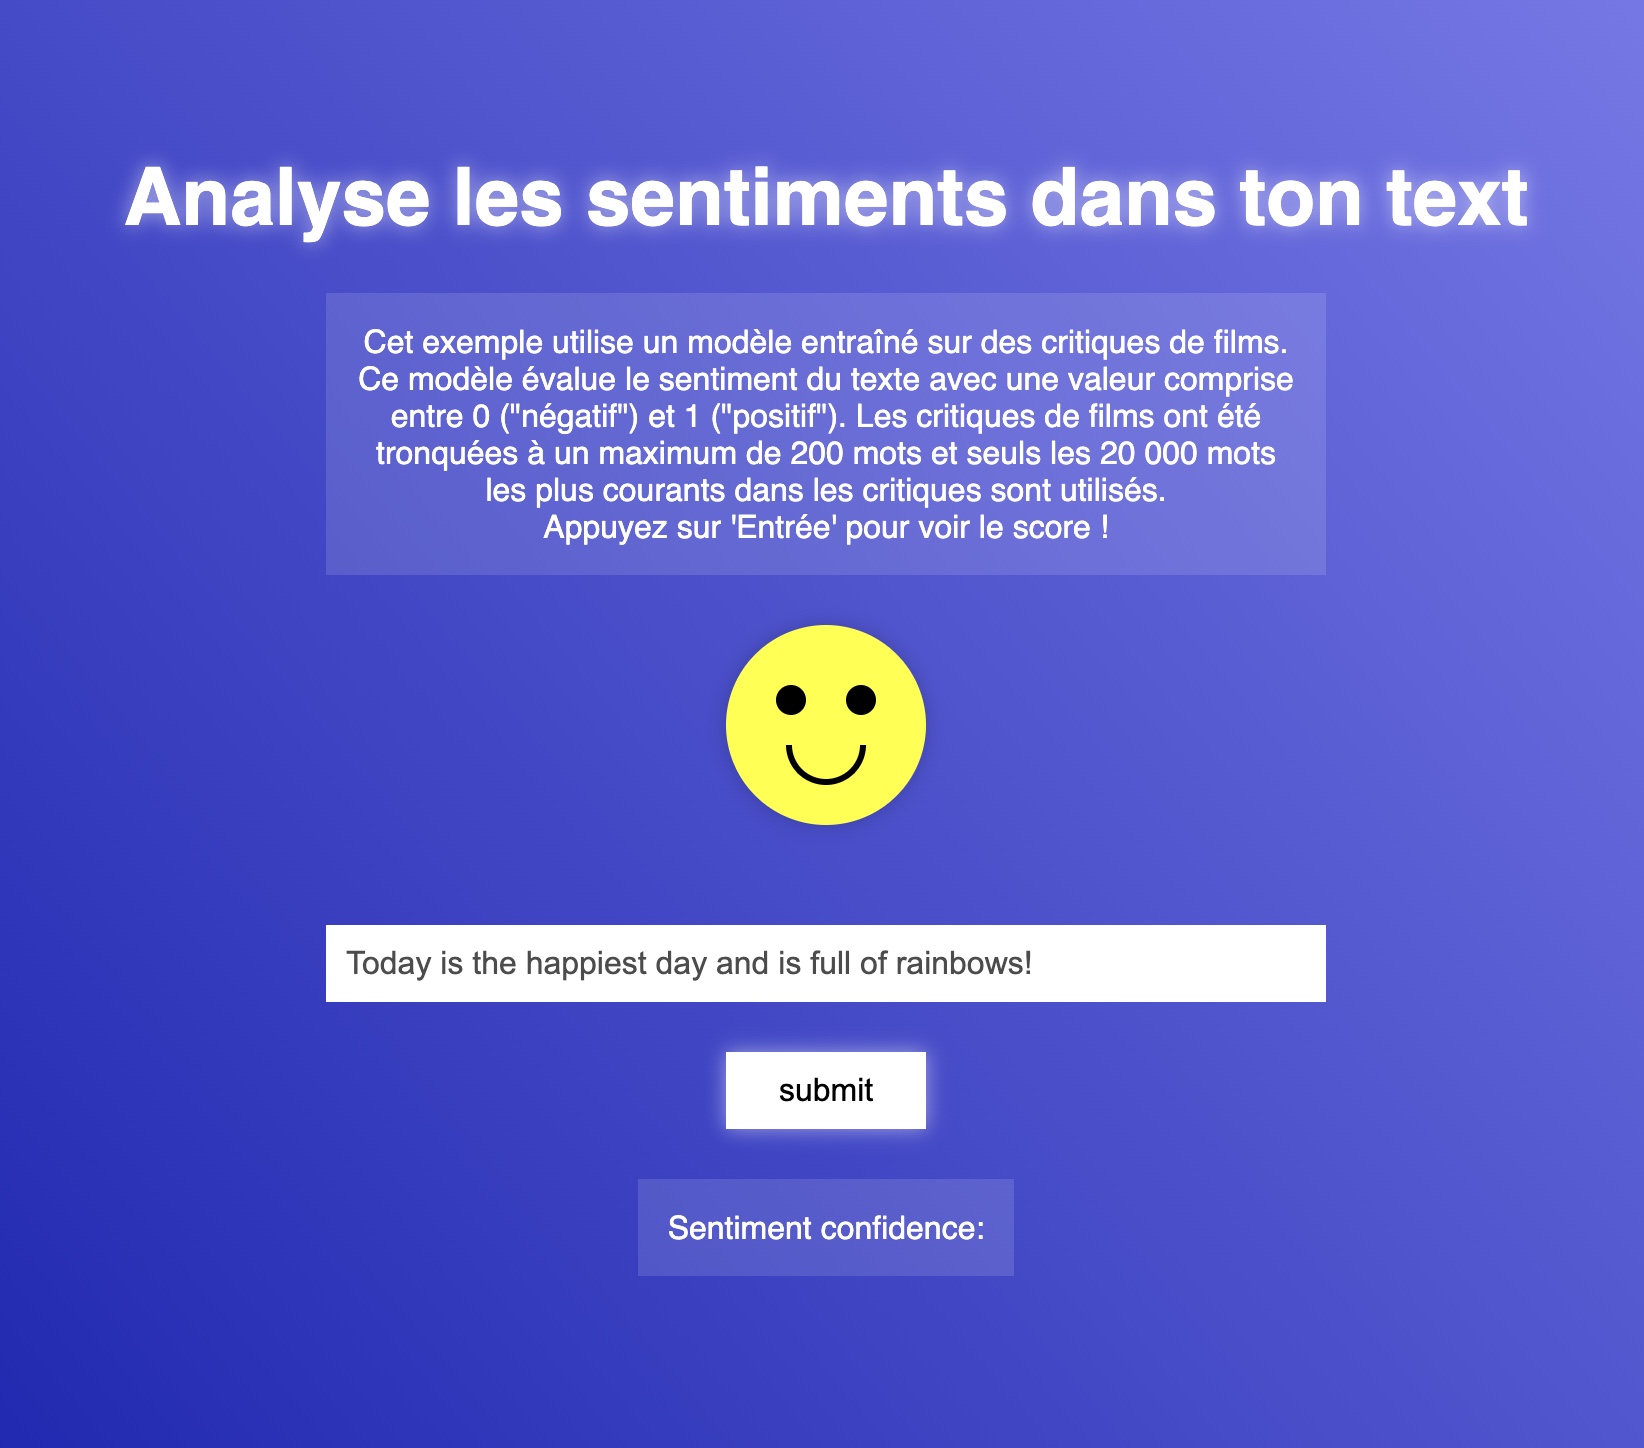 Analyse les sentiments dans ton text
Cet exemple utilise un modèle entraîné sur des critiques de films.
Ce modèle évalue le sentiment du texte avec une valeur comprise
entre 0 ("négatif") et 1 ("positif"). Les critiques de films ont été
tronquées à un maximum de 200 mots et seuls les 20 000 mots
les plus courants dans les critiques sont utilisés.
Appuyez sur 'Entrée' pour voir le score !
Today is the happiest day and is full of rainbows!
submit
Sentiment confidence: